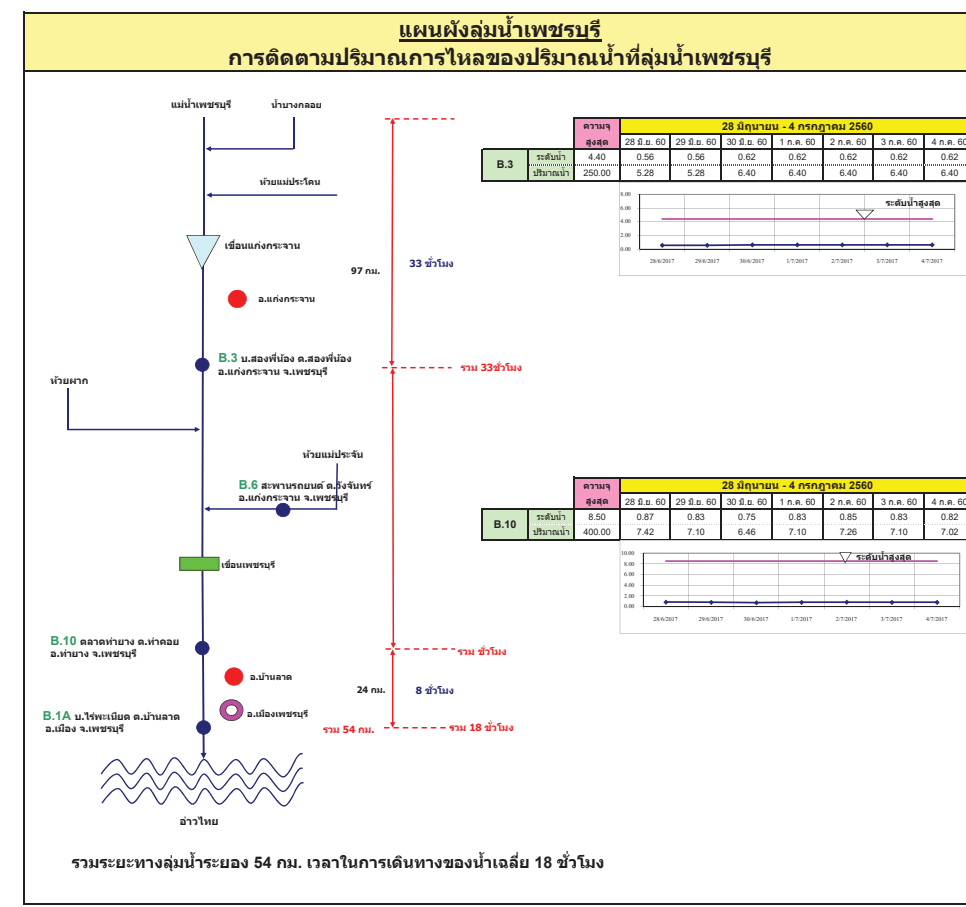 แผนผังลุ่มน้ำเพชรบุรี
การติดตามปริมาณการไหลของปริมาณน้ำที่ลุ่มน้ำเพชรบุรี
แม่น้ำเพชรบุรี
น้ำบางกลอย
ห้วยแม่ประโดน
เขื่อนแก่งกระจาน
97 กม.
33 ชั่วโมง
อ.แก่งกระจาน
B.3 บ.สองพี่น้อง ต.สองพี่น้อง
อ.แก่งกระจาน จ.เพชรบุรี
รวม 33ชั่วโมง
ห้วยผาก
ห้วยแม่ประจัน
B.6 สะพานรถยนต์ ต.วังจันทร์
อ.แก่งกระจาน จ.เพชรบุรี
เขื่อนเพชรบุรี
B.10 ตลาดท่ายาง ต.ท่าคอย
อ.ท่ายาง จ.เพชรบุรี
รวม ชั่วโมง
อ.บ้านลาด
24 กม.
8 ชั่วโมง
อ.เมืองเพชรบุรี
B.1A บ.ไร่พะเนียด ต.บ้านลาด
อ.เมือง จ.เพชรบุรี
รวม 54 กม.
รวม 18 ชั่วโมง
อ่าวไทย
รวมระยะทางลุ่มน้ำระยอง 54 กม. เวลาในการเดินทางของน้ำเฉลี่ย 18 ชั่วโมง
ความจุ 28 มิถุนายน - 4 กรกฎาคม 2560
สูงสุด 28 มิ.ย. 60 29 มิ.ย. 60 30 มิ.ย. 60 1 ก.ค. 60 2 ก.ค. 60 3 ก.ค. 60 4 ก.ค. 60
B.3
ระดับน้ำ 4.40 0.56 0.56 0.62 0.62 0.62 0.62 0.62
ปริมาณน้ำ 250.00 5.28 5.28 6.40 6.40 6.40 6.40 6.40
8.00
ระดับน้ำสูงสุด
6.00
4.00
2.00
0.00
28/6/2017 29/6/2017 30/6/2017 1/7/2017 2/7/2017 3/7/2017 4/7/2017
ความจุ 28 มิถุนายน - 4 กรกฎาคม 2560
สูงสุด 28 มิ.ย. 60 29 มิ.ย. 60 30 มิ.ย. 60 1 ก.ค. 60 2 ก.ค. 60 3 ก.ค. 60 4 ก.ค. 60
B.10
ระดับน้ำ 8.50 0.87 0.83 0.75 0.83 0.85 0.83 0.82
ปริมาณน้ำ 400.00 7.42 7.10 6.46 7.10 7.26 7.10 7.02
10.00
ระดับน้ำสูงสุด
8.00
6.00
4.00
2.00
0.00
28/6/2017 29/6/2017 30/6/2017 1/7/2017 2/7/2017 3/7/2017 4/7/2017